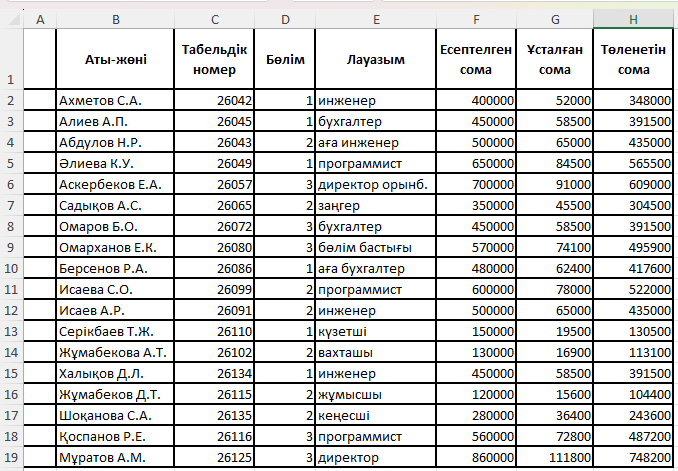 A B C D E F G H
1 Аты-жөні Табельдік номер Бөлім Лауазым Есептелген сома Ұсталған сома Төленетін сома
2 Ахметов С.А. 26042 1 инженер 400000 52000 348000
3 Алиев А.П. 26045 1 бухгалтер 450000 58500 391500
4 Абдулов Н.Р. 26043 2 аға инженер 500000 65000 435000
5 Әлиева К.У. 26049 1 программист 650000 84500 565500
6 Аскербеков Е.А. 26057 3 директор орынб. 700000 91000 609000
7 Садықов А.С. 26065 2 заңгер 350000 45500 304500
8 Омаров Б.О. 26072 3 бухгалтер 450000 58500 391500
9 Омарханов Е.К. 26080 3 бөлім бастығы 570000 74100 495900
10 Берсенов Р.А. 26086 1 аға бухгалтер 480000 62400 417600
11 Исаева С.О. 26099 2 программист 600000 78000 522000
12 Исаев А.Р. 26091 2 инженер 500000 65000 435000
13 Серікбаев Т.Ж. 26110 1 күзетші 150000 19500 130500
14 Жұмабекова А.Т. 26102 2 вахташы 130000 16900 113100
15 Халықов Д.Л. 26134 1 инженер 450000 58500 391500
16 Жұмабеков Д.Т. 26115 2 жұмысшы 120000 15600 104400
17 Шоқанова С.А. 26135 2 кеңесші 280000 36400 243600
18 Қоспанов Р.Е. 26116 3 программист 560000 72800 487200
19 Мұратов А.М. 26125 3 директор 860000 111800 748200